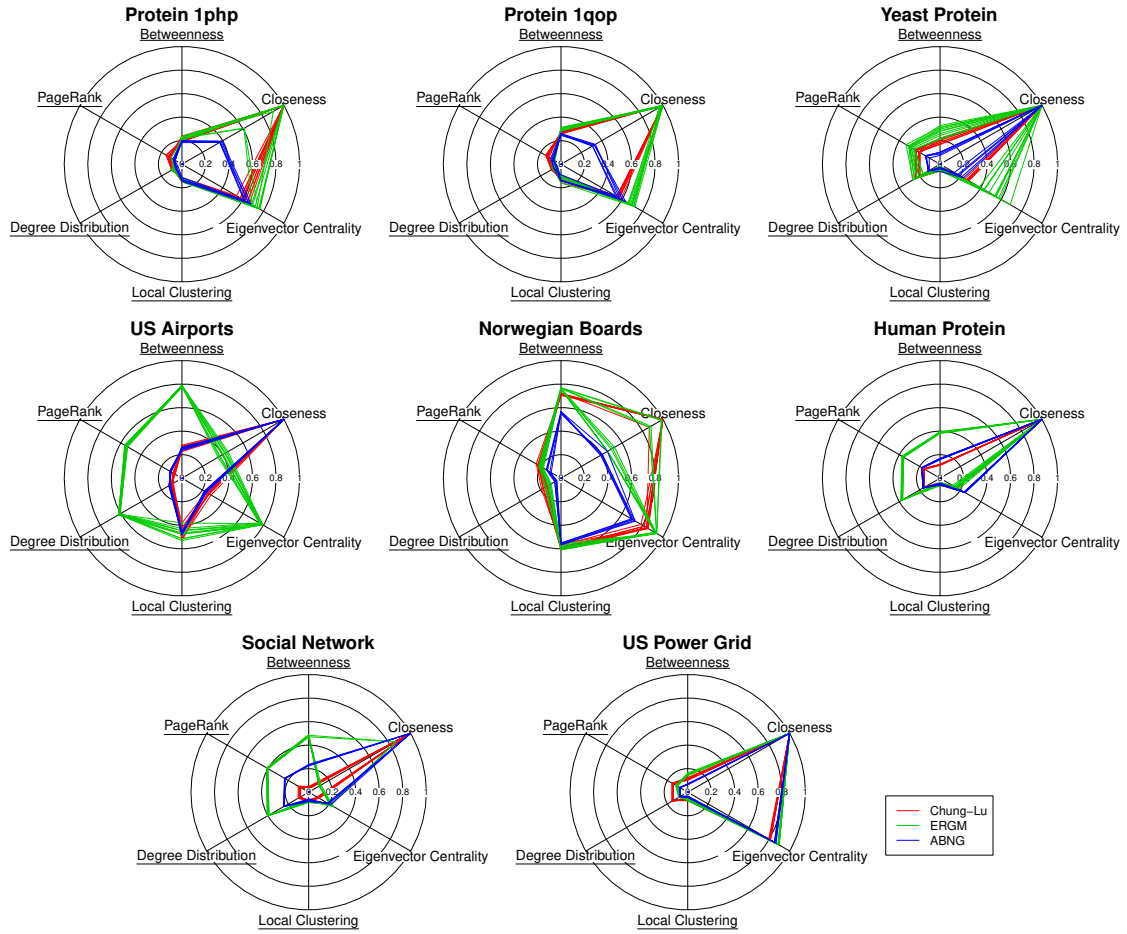 Protein 1php
Betweenness
PageRank
Closeness
0 0.2 0.4 0.6 0.8 1
Degree Distribution
Eigenvector Centrality
Local Clustering
Protein 1qop
Betweenness
PageRank
Closeness
0 0.2 0.4 0.6 0.8 1
Degree Distribution
Eigenvector Centrality
Local Clustering
Yeast Protein
Betweenness
PageRank
Closeness
0 0.2 0.4 0.6 0.8 1
Degree Distribution
Eigenvector Centrality
Local Clustering
US Airports
Betweenness
PageRank
Closeness
0 0.2 0.4 0.6 0.8 1
Degree Distribution
Eigenvector Centrality
Local Clustering
Norwegian Boards
Betweenness
PageRank
Closeness
0 0.2 0.4 0.6 0.8 1
Degree Distribution
Eigenvector Centrality
Local Clustering
Human Protein
Betweenness
PageRank
Closeness
0 0.2 0.4 0.6 0.8 1
Degree Distribution
Eigenvector Centrality
Local Clustering
Social Network
Betweenness
PageRank
Closeness
0 0.2 0.4 0.6 0.8 1
Degree Distribution
Eigenvector Centrality
Local Clustering
US Power Grid
Betweenness
PageRank
Closeness
0 0.2 0.4 0.6 0.8 1
Degree Distribution
Eigenvector Centrality
Local Clustering
Chung−Lu
ERGM
ABNG